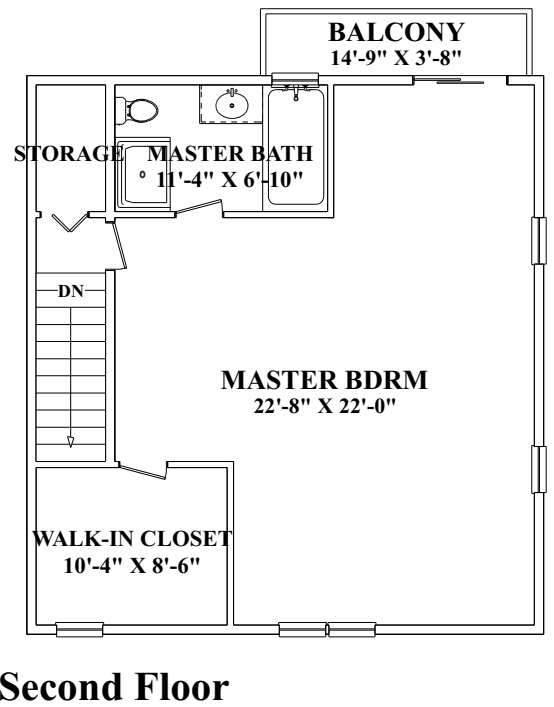 BALCONY
14'-9" X 3'-8"
STORAGE
MASTER BATH
11'-4" X 6'-10"
DN
MASTER BDRM
22'-8" X 22'-0"
WALK-IN CLOSET
10'-4" X 8'-6"
Second Floor